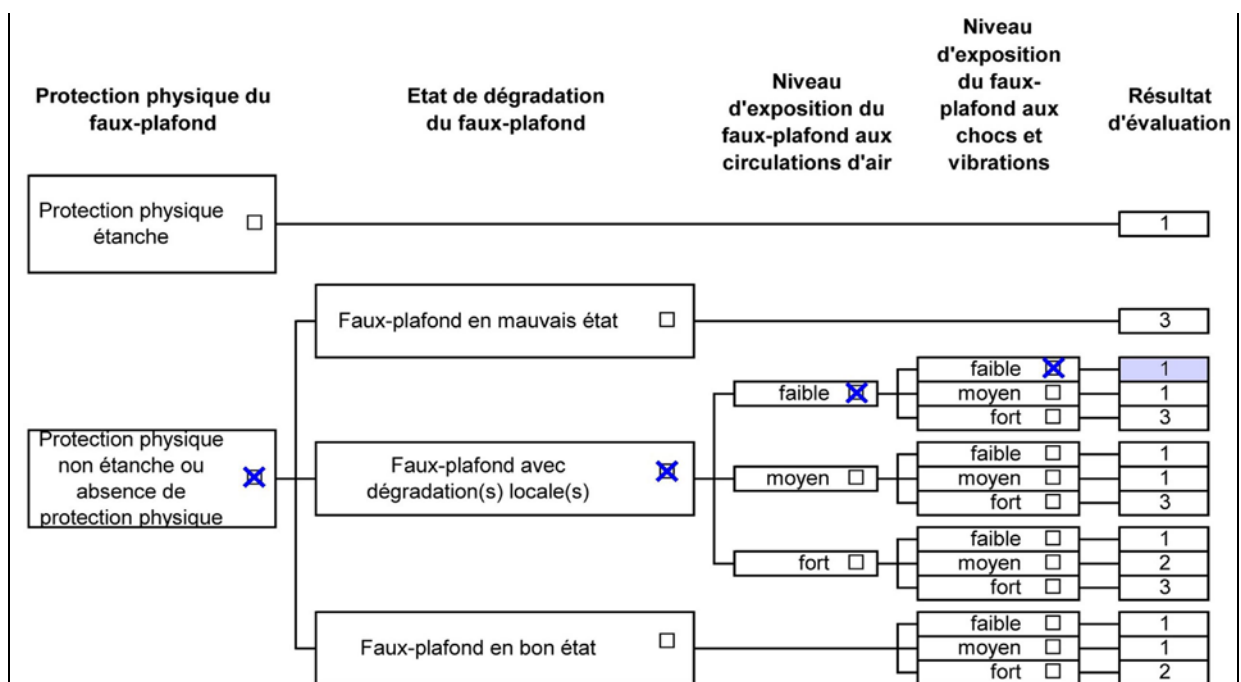 Protection physique du
faux-plafond
Etat de dégradation
du faux-plafond
Niveau
d'exposition du
faux-plafond aux
circulations d'air
Niveau
d'exposition
du faux-
plafond aux
chocs et
vibrations
Résultat
d'évaluation
Protection physique
étanche
1
Faux-plafond en mauvais état
3
Protection physique
non étanche ou
absence de
protection physique
Faux-plafond avec
dégradation(s) locale(s)
faible
faible
1
moyen
1
fort
3
moyen
faible
1
moyen
1
fort
3
fort
faible
1
moyen
2
fort
3
Faux-plafond en bon état
faible
1
moyen
1
fort
2